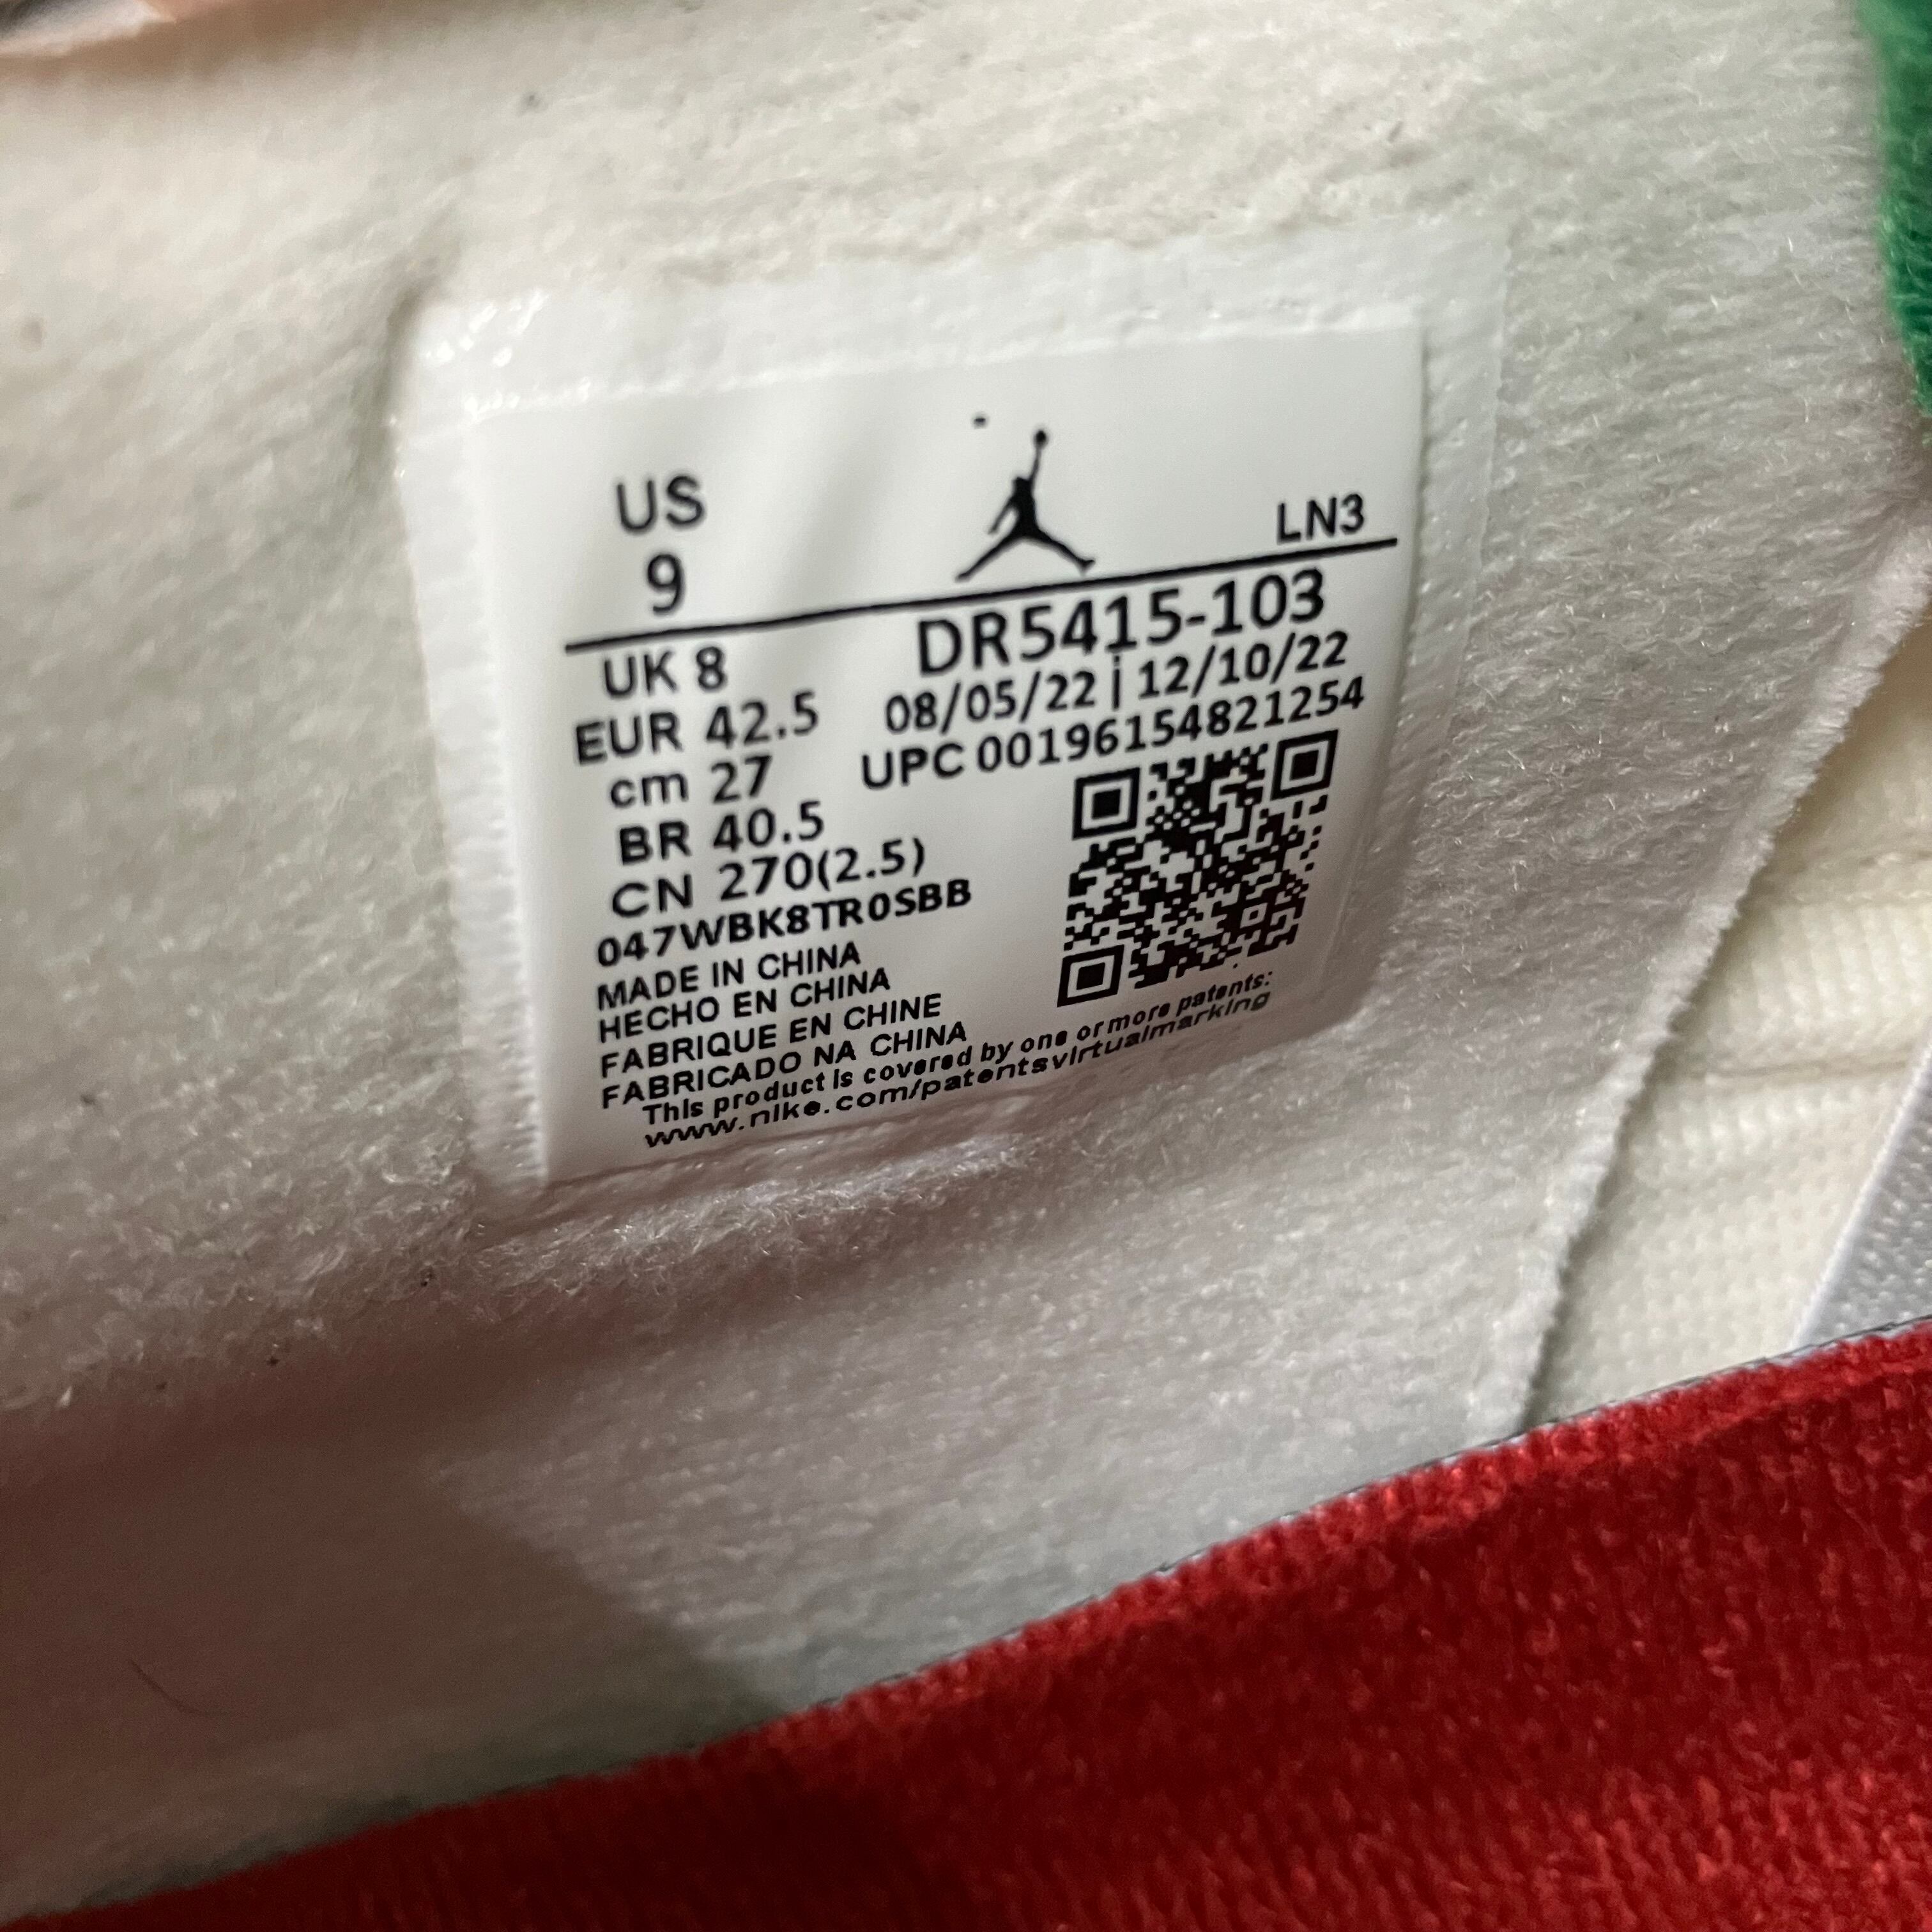 US
9
LN3
UK 8
EUR 42.5
cm 27
BR 40.5
CN 270(2.5)
DR5415-103
08/05/22 | 12/10/22
UPC 00196154821254
047WBK8TR0SBB
MADE IN CHINA
HECHO EN CHINA
FABRIQUE EN CHINE
FABRICADO NA CHINA
This product is covered by one or more patents:
www.nike.com/patentsvirtualmarking